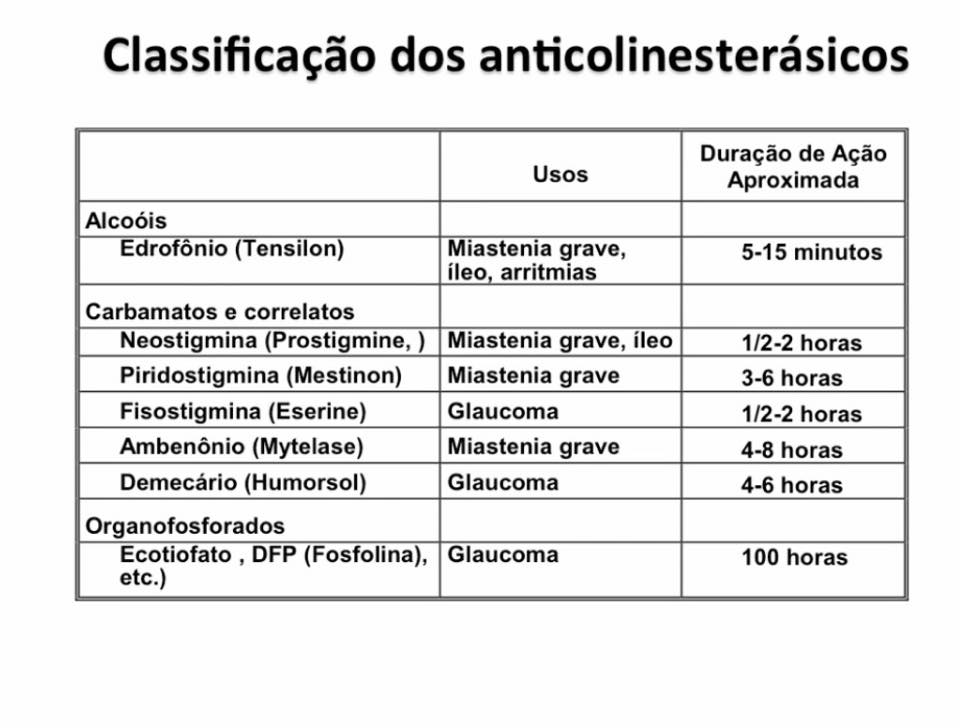 Classificação dos anticolinesterásicos
Usos
Duração de Ação
Aproximada
Alcoóis
Edrofônio (Tensilon)
Miastenia grave,
íleo, arritmias
5-15 minutos
Carbamatos e correlatos
Neostigmina (Prostigmine, )
Miastenia grave, íleo
1/2-2 horas
Piridostigmina (Mestinon)
Miastenia grave
3-6 horas
Fisostigmina (Eserine)
Glaucoma
1/2-2 horas
Ambenônio (Mytelase)
Miastenia grave
4-8 horas
Demecário (Humorsol)
Glaucoma
4-6 horas
Organofosforados
Ecotiofato , DFP (Fosfolina),
etc.)
Glaucoma
100 horas